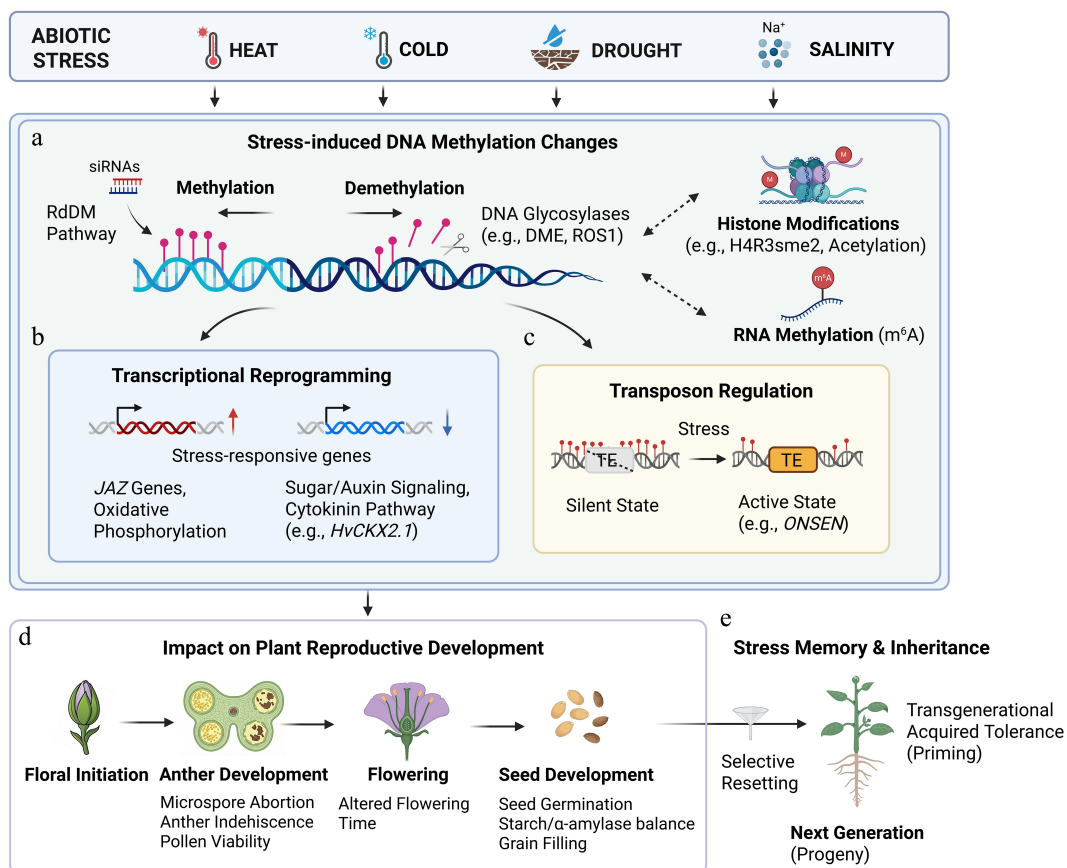 ABIOTIC
STRESS
HEAT
COLD
DROUGHT
Na⁺
SALINITY
a
Stress-induced DNA Methylation Changes
siRNAs
Methylation
Demethylation
RdDM
Pathway
DNA Glycosylases
(e.g., DME, ROS1)
M
M
Histone Modifications
(e.g., H4R3sme2, Acetylation)
m⁶A
RNA Methylation (m⁶A)
b
Transcriptional Reprogramming
Stress-responsive genes
JAZ Genes,
Oxidative
Phosphorylation
Sugar/Auxin Signaling,
Cytokinin Pathway
(e.g., HvCKX2.1)
c
Transposon Regulation
TE
Stress
TE
Silent State
Active State
(e.g., ONSEN)
d
Impact on Plant Reproductive Development
Floral Initiation
Anther Development
Microspore Abortion
Anther Indehiscence
Pollen Viability
Flowering
Altered Flowering
Time
Seed Development
Seed Germination
Starch/α-amylase balance
Grain Filling
e
Stress Memory & Inheritance
Selective
Resetting
Transgenerational
Acquired Tolerance
(Priming)
Next Generation
(Progeny)